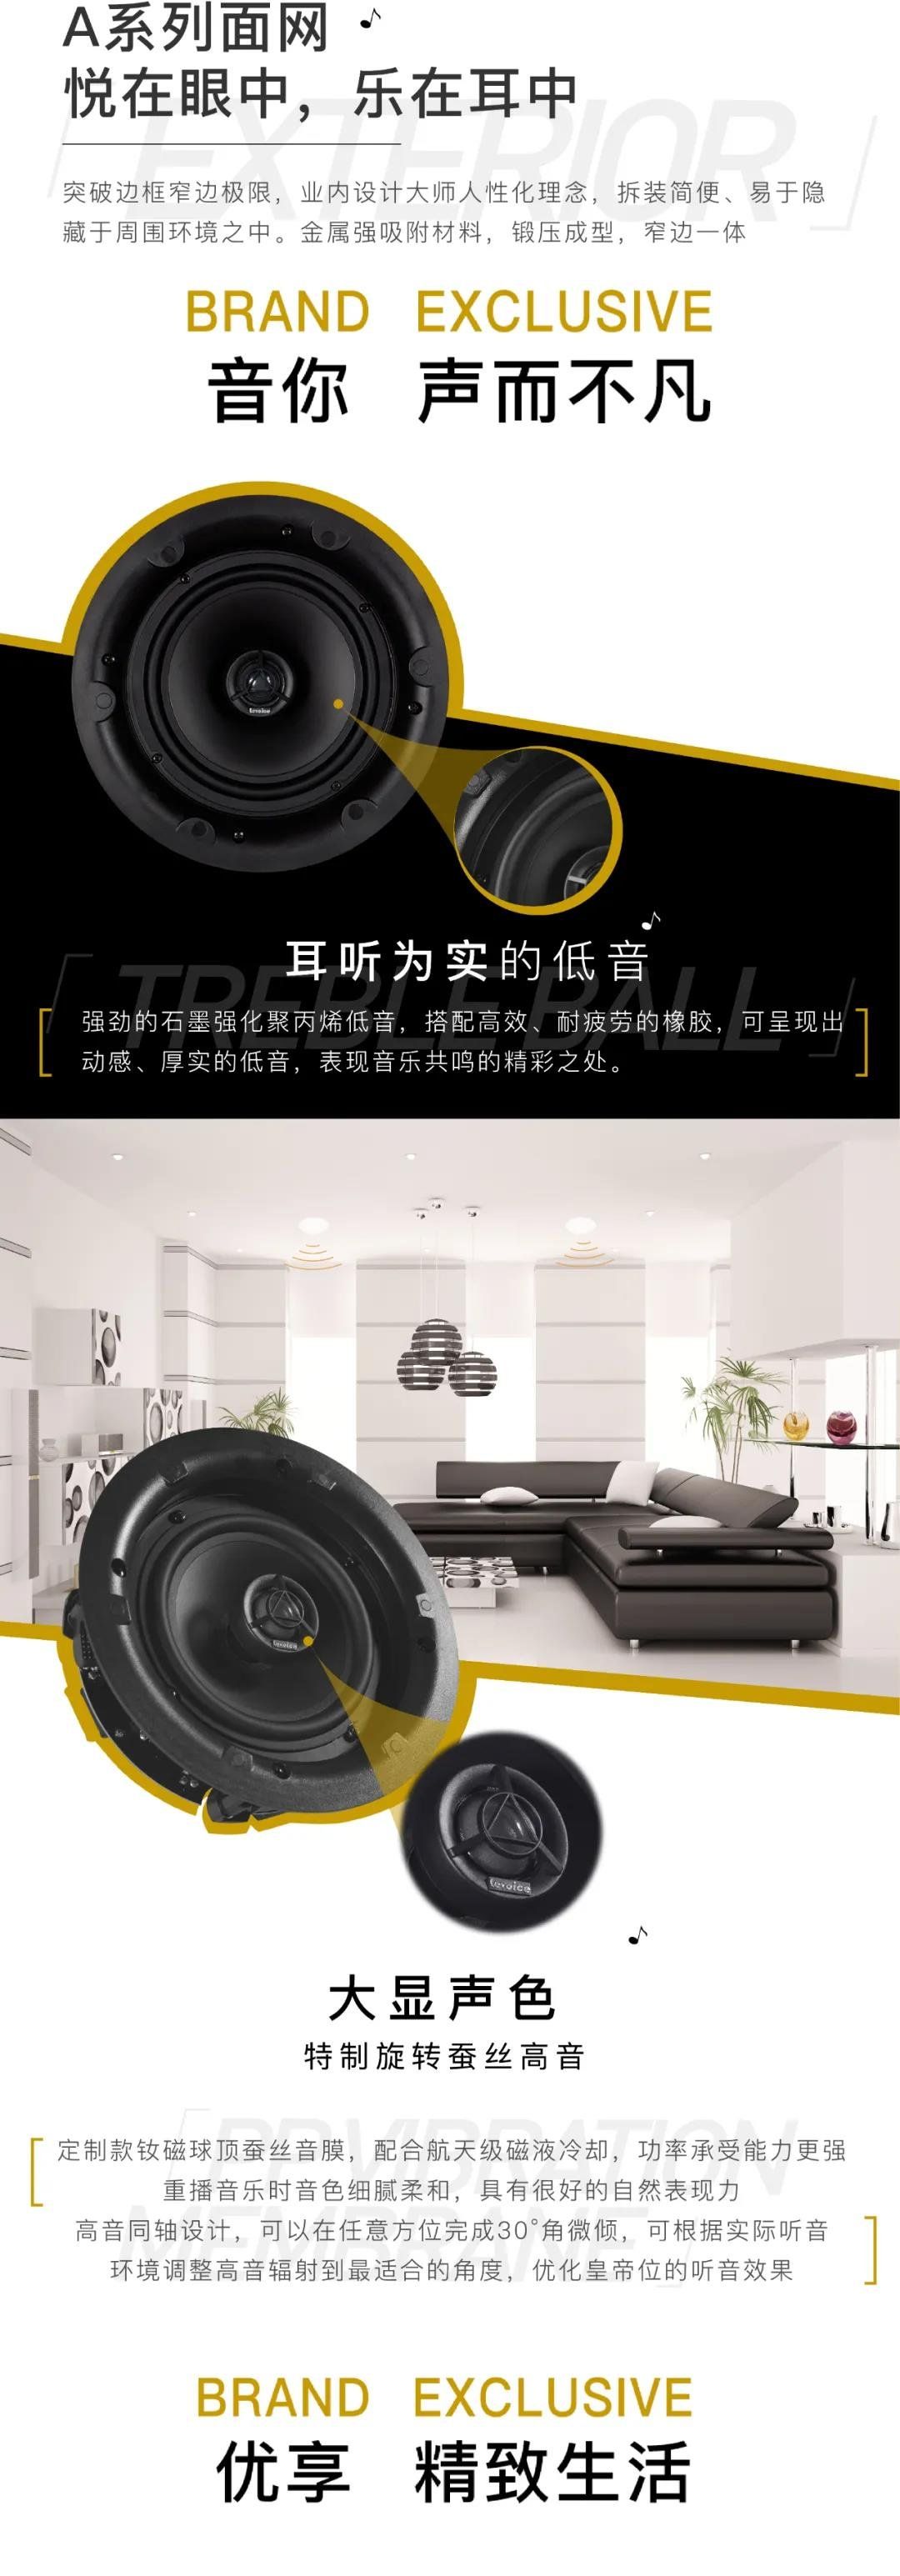 A系列面网
悦在眼中，乐在耳中
EXTERIOR
突破边框窄边极限，业内设计大师人性化理念，拆装简便、易于隐
藏于周围环境之中。金属强吸附材料，锻压成型，窄边一体
BRAND EXCLUSIVE
音你 声而不凡
耳听为实的低音
TREBLE BALL
强劲的石墨强化聚丙烯低音，搭配高效、耐疲劳的橡胶，可呈现出
动感、厚实的低音，表现音乐共鸣的精彩之处。
大显声色
特制旋转蚕丝高音
PP VIBRATION
MEMBRANE
定制款钕磁球顶蚕丝音膜，配合航天级磁液冷却，功率承受能力更强
重播音乐时音色细腻柔和，具有很好的自然表现力
高音同轴设计，可以在任意方位完成30°角微倾，可根据实际听音
环境调整高音辐射到最适合的角度，优化皇帝位的听音效果
BRAND EXCLUSIVE
优享 精致生活